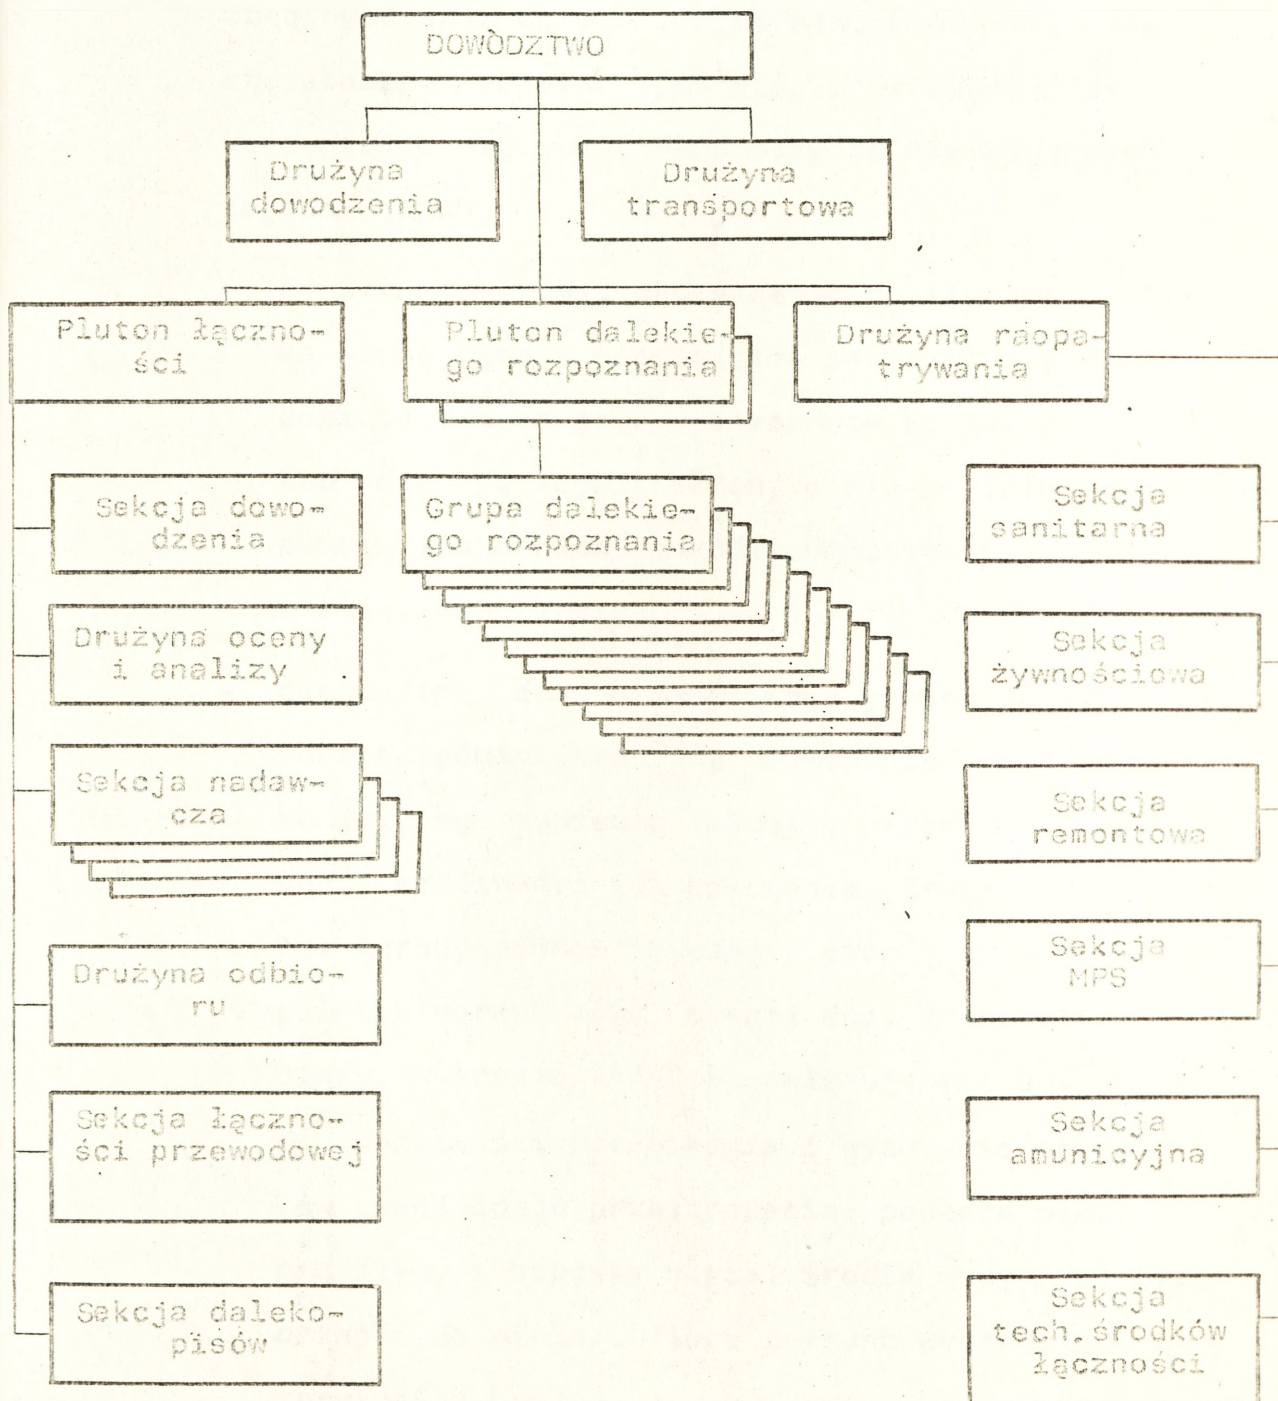 DOWÒDZTWO
Drużyna
dowodzenia
Drużyna
transportowa
Pluton łączno-
ści
Pluton dalekie-
go rozpoznania
Drużyna raopa-
trywania
Sekcja dowo-
dzenia
Grupa dalekie-
go rozpoznania
Sekcja
sanitarna
Drużyna oceny
i analizy
Sekcja
żywnościowa
Sekcja nadaw-
cza
Sekcja
remontowa
Drużyna odbio-
ru
Sekcja
MPS
Sekcja łączno-
ści przewodowej
Sekcja
amunicyjna
Sekcja daleko-
pisów
Sekcja
tech.środków
łączności